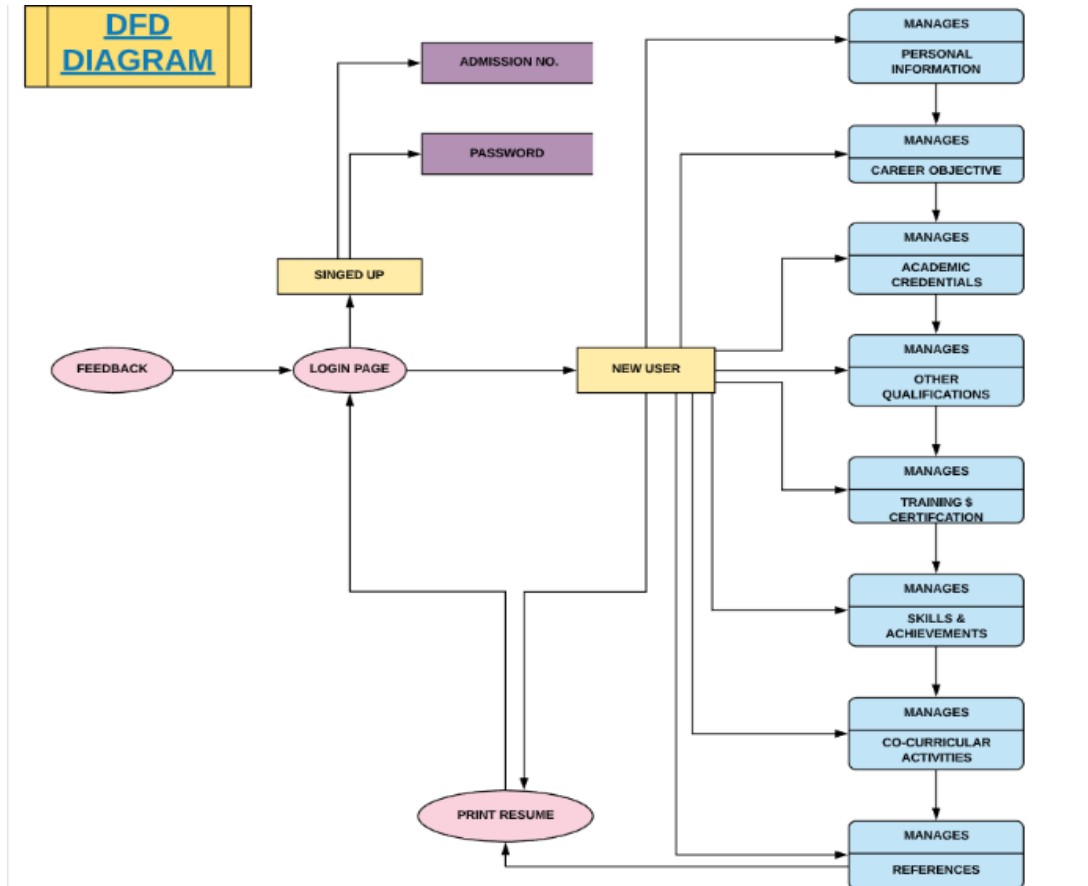 DFD
DIAGRAM
ADMISSION NO.
PASSWORD
SINGED UP
FEEDBACK
LOGIN PAGE
NEW USER
PRINT RESUME
MANAGES
PERSONAL
INFORMATION
MANAGES
CAREER OBJECTIVE
MANAGES
ACADEMIC
CREDENTIALS
MANAGES
OTHER
QUALIFICATIONS
MANAGES
TRAINING $
CERTIFCATION
MANAGES
SKILLS &
ACHIEVEMENTS
MANAGES
CO-CURRICULAR
ACTIVITIES
MANAGES
REFERENCES